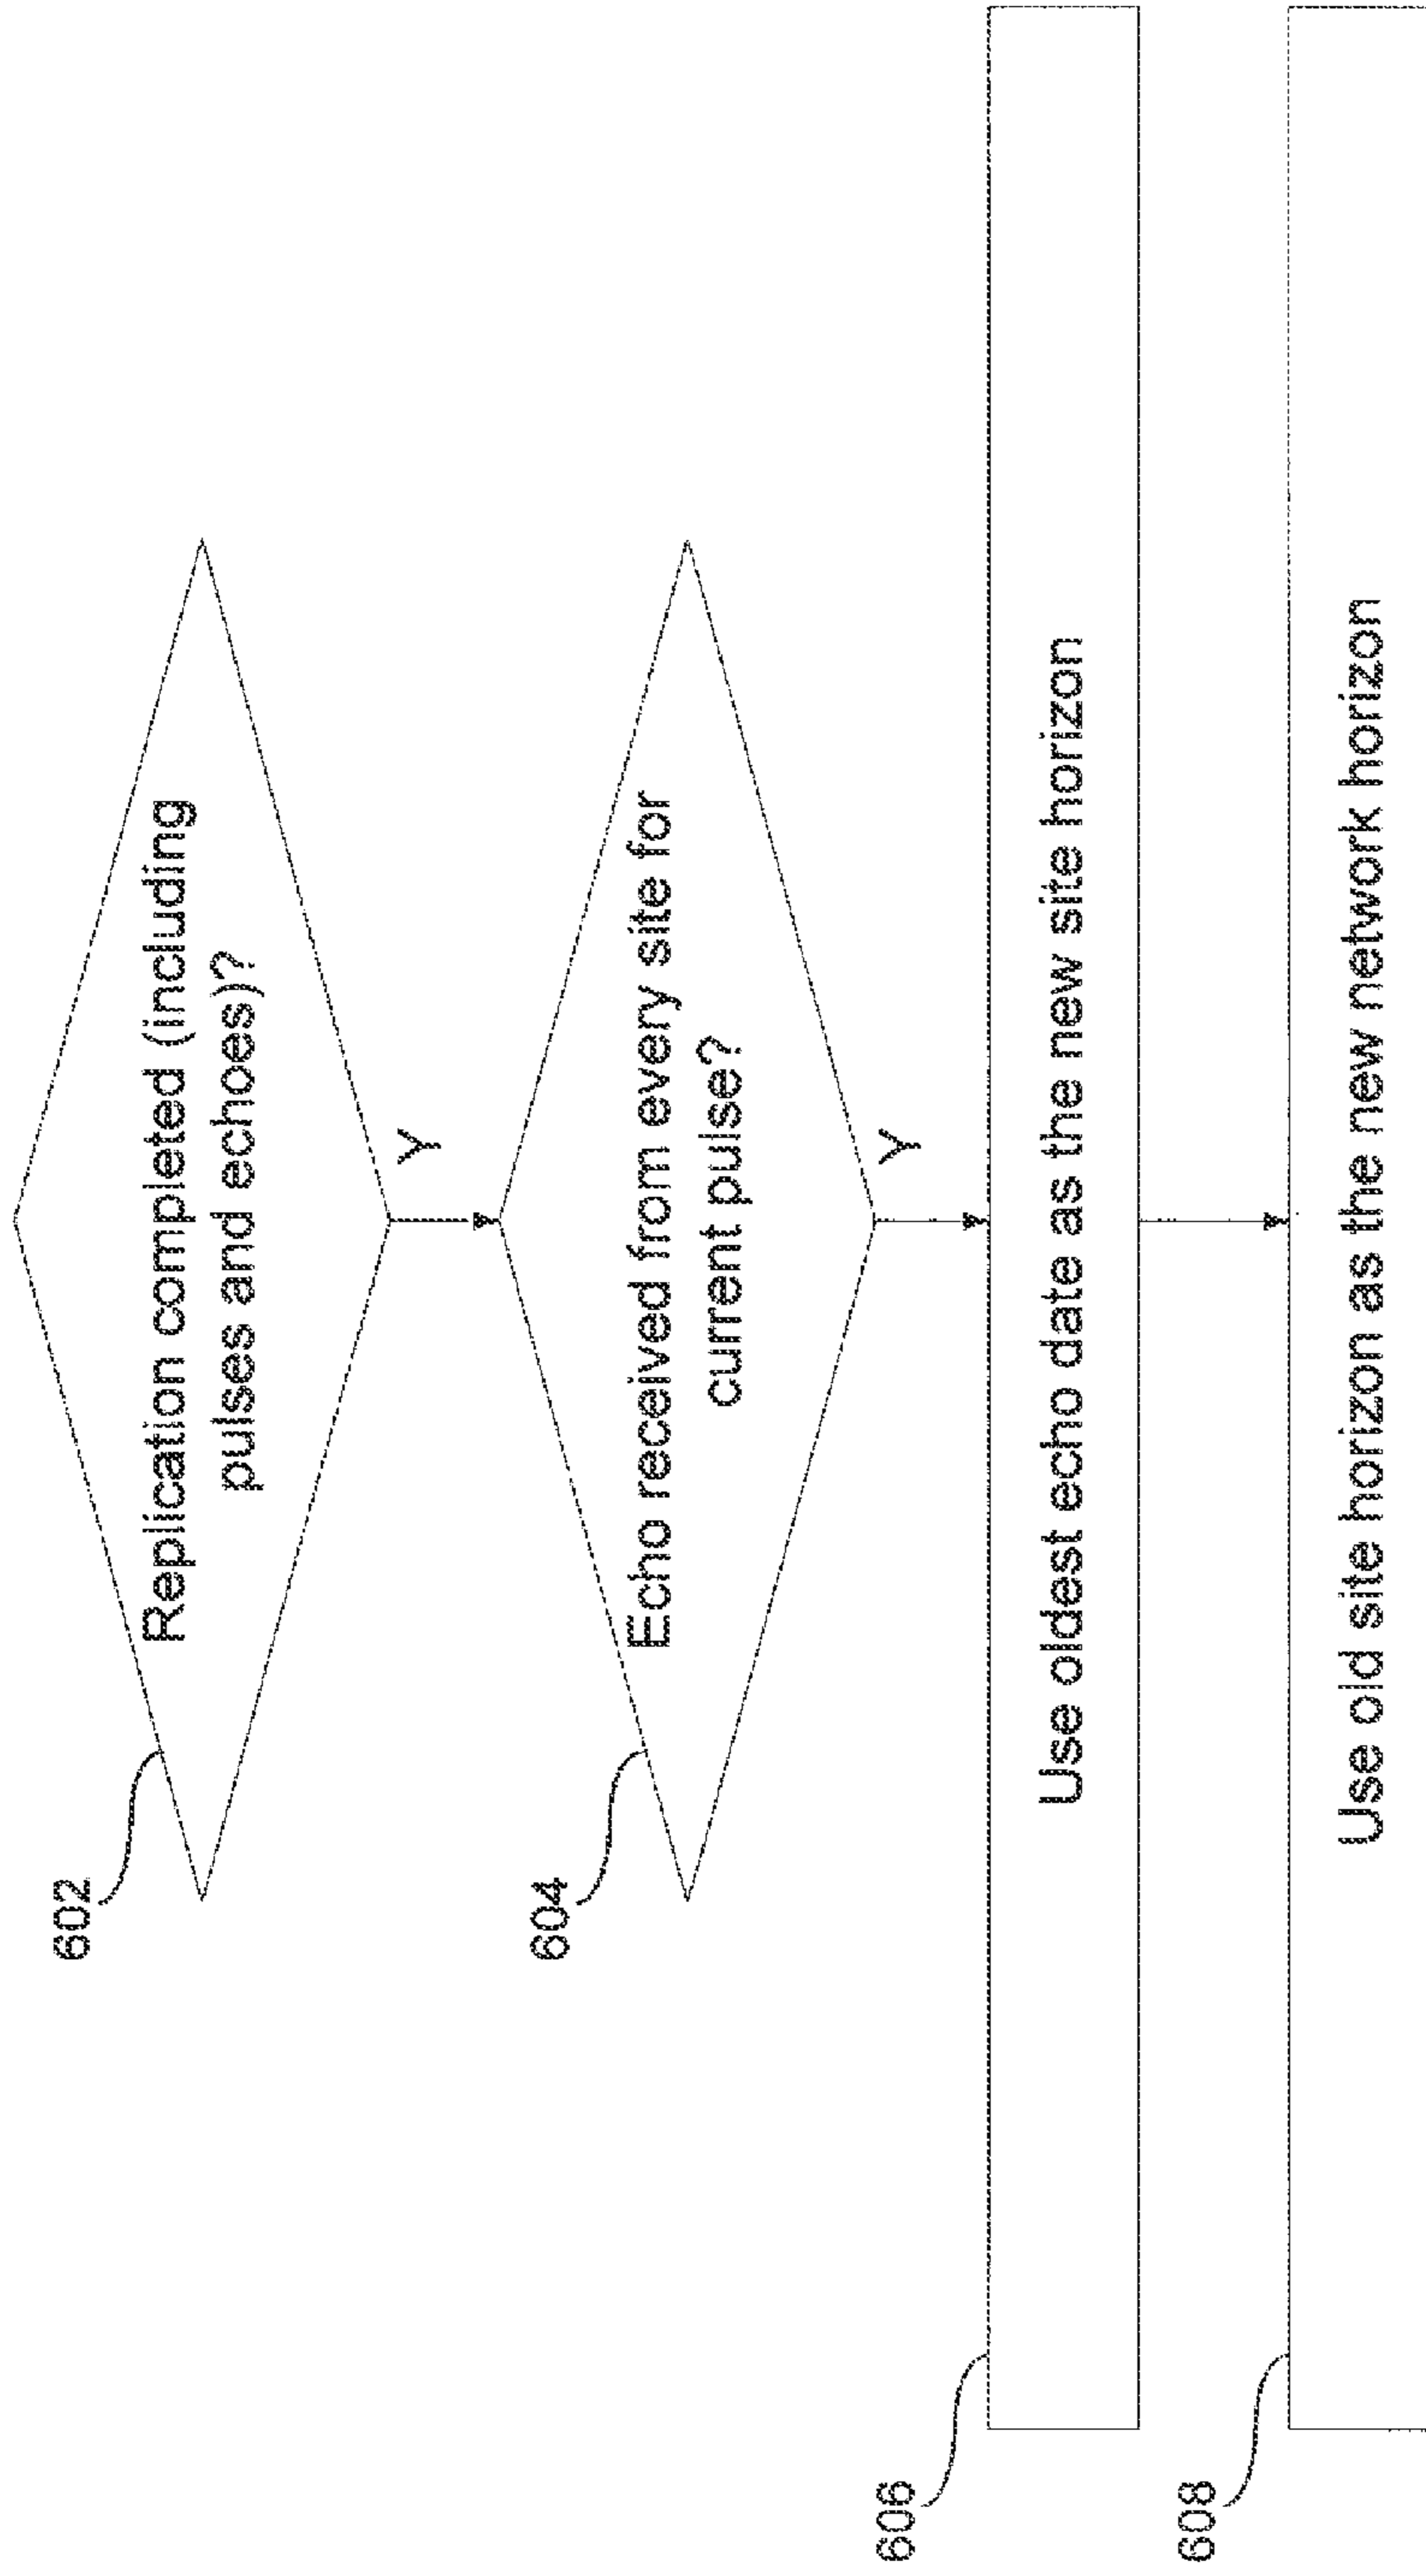 602
Replication completed (including
pulses and echoes)?
Y
604
Echo received from every site for
current pulse?
Y
606
Use oldest echo date as the new site horizon
608
Use old site horizon as the new network horizon